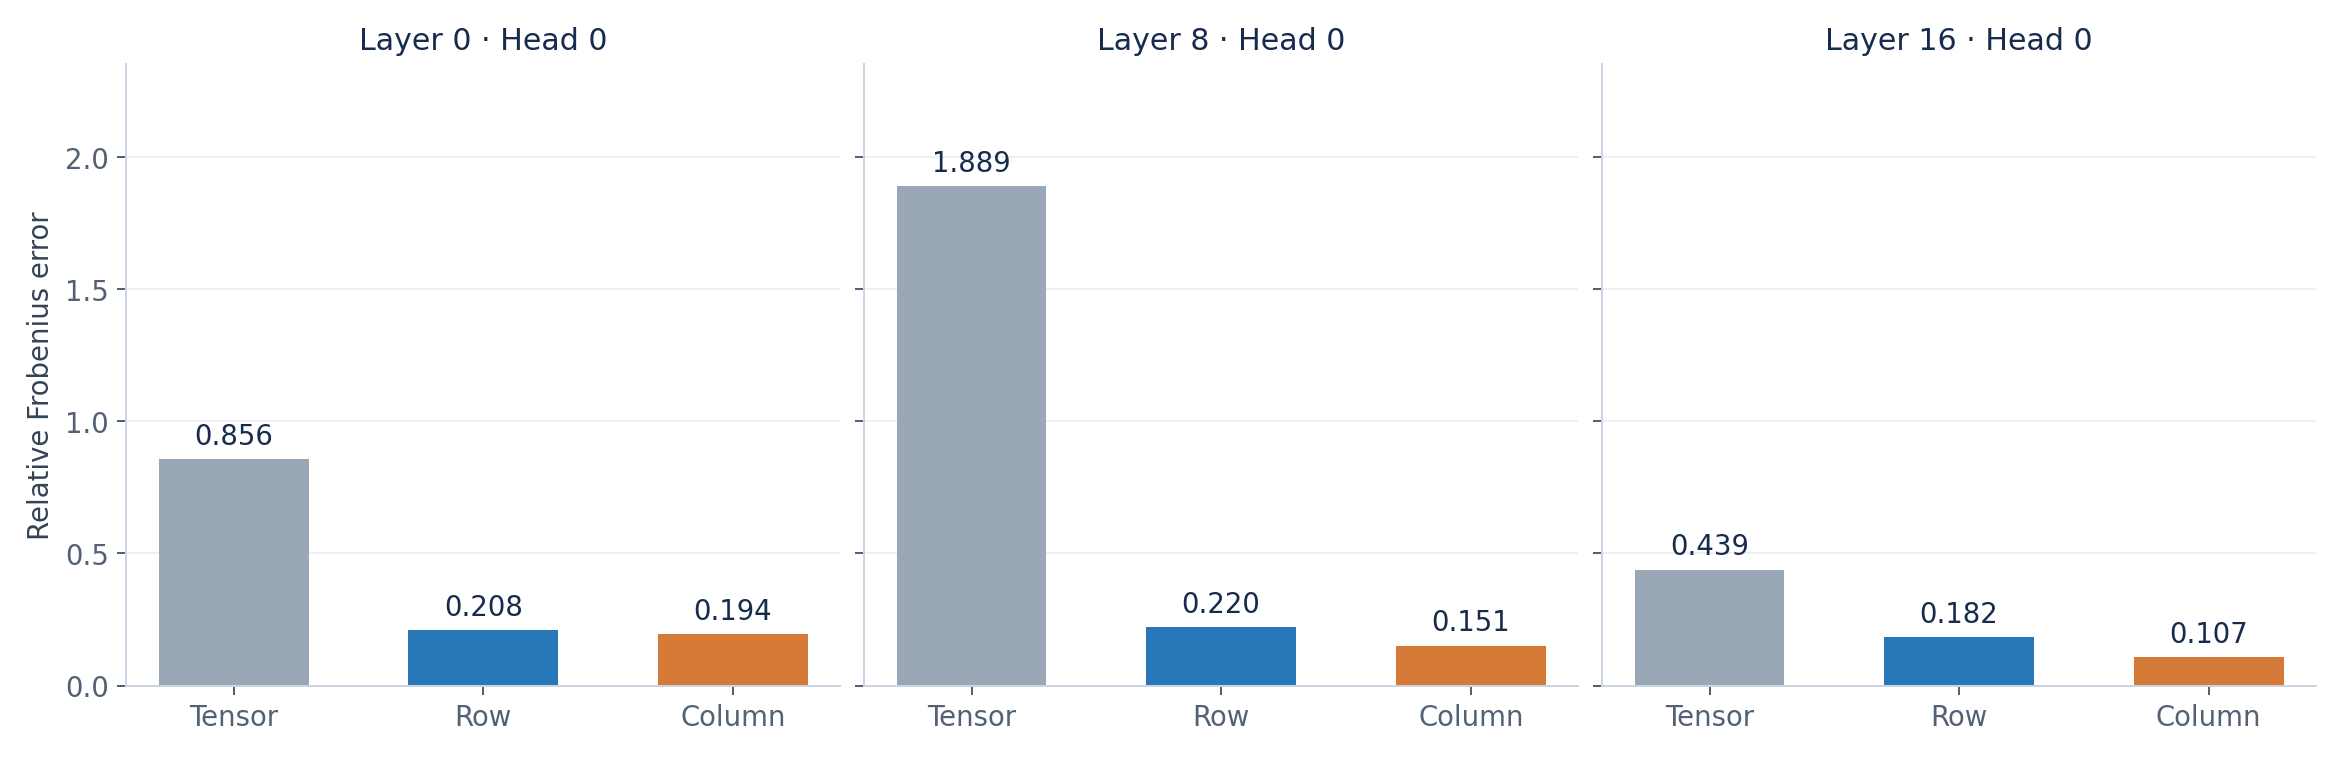 Layer 0 · Head 0
Relative Frobenius error
2.0
1.5
1.0
0.5
0.0
0.856
0.208
0.194
Tensor
Row
Column
Layer 8 · Head 0
1.889
0.220
0.151
Tensor
Row
Column
Layer 16 · Head 0
0.439
0.182
0.107
Tensor
Row
Column